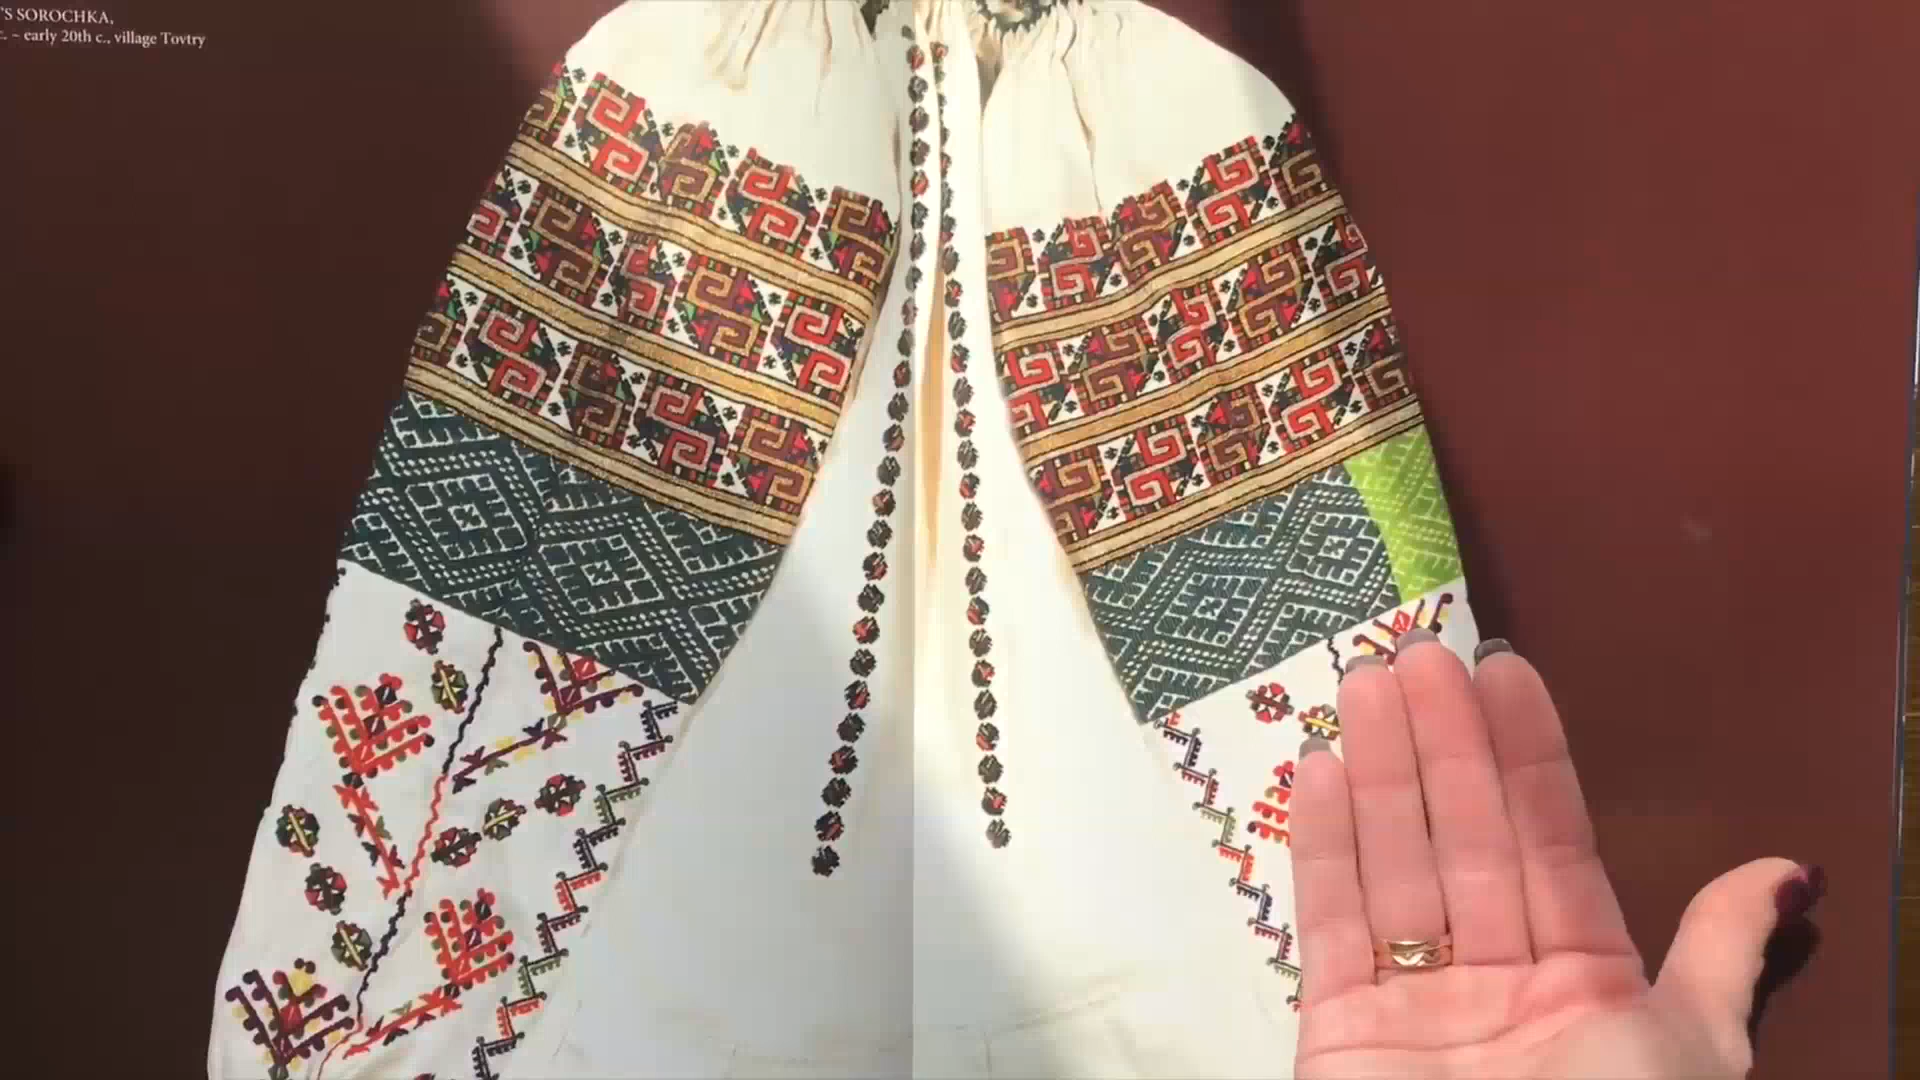 'S SOROCHKA,
c. – early 20th c., village Tovtry